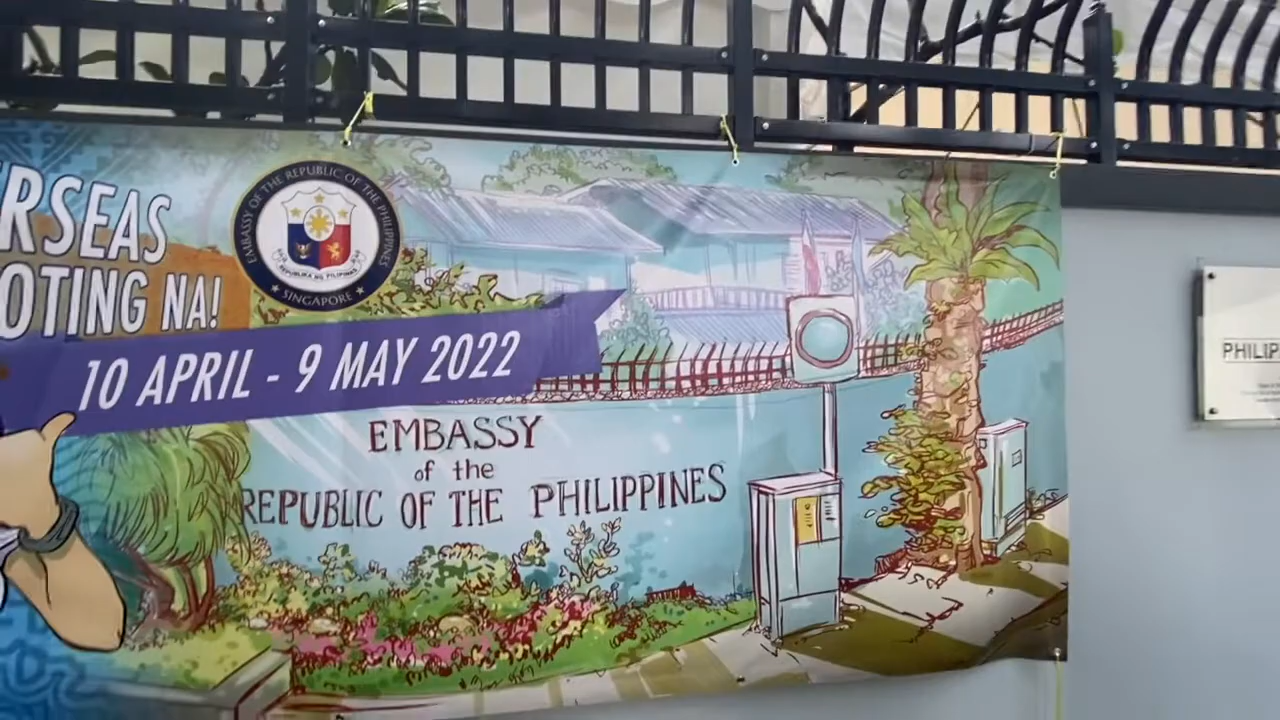 RSEAS
OTING NA!
EMBASSY OF THE REPUBLIC OF THE PHILIPPINES
REPUBLIKA NG PILIPINAS
★ SINGAPORE ★
10 APRIL - 9 MAY 2022
EMBASSY
of the
REPUBLIC OF THE PHILIPPINES
PHILIP